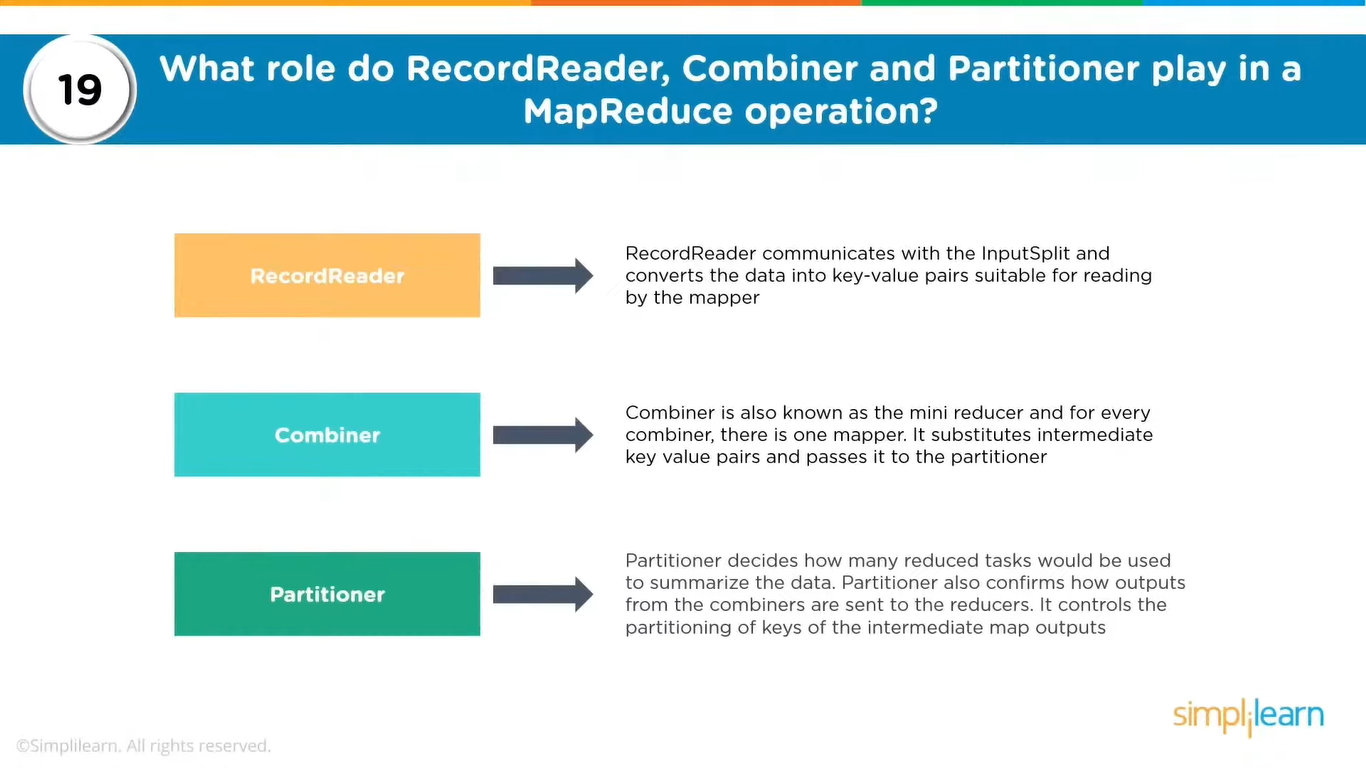 19
What role do RecordReader, Combiner and Partitioner play in a
MapReduce operation?
RecordReader
RecordReader communicates with the InputSplit and
converts the data into key-value pairs suitable for reading
by the mapper
Combiner
Combiner is also known as the mini reducer and for every
combiner, there is one mapper. It substitutes intermediate
key value pairs and passes it to the partitioner
Partitioner
Partitioner decides how many reduced tasks would be used
to summarize the data. Partitioner also confirms how outputs
from the combiners are sent to the reducers. It controls the
partitioning of keys of the intermediate map outputs
simplilearn
©Simplilearn. All rights reserved.